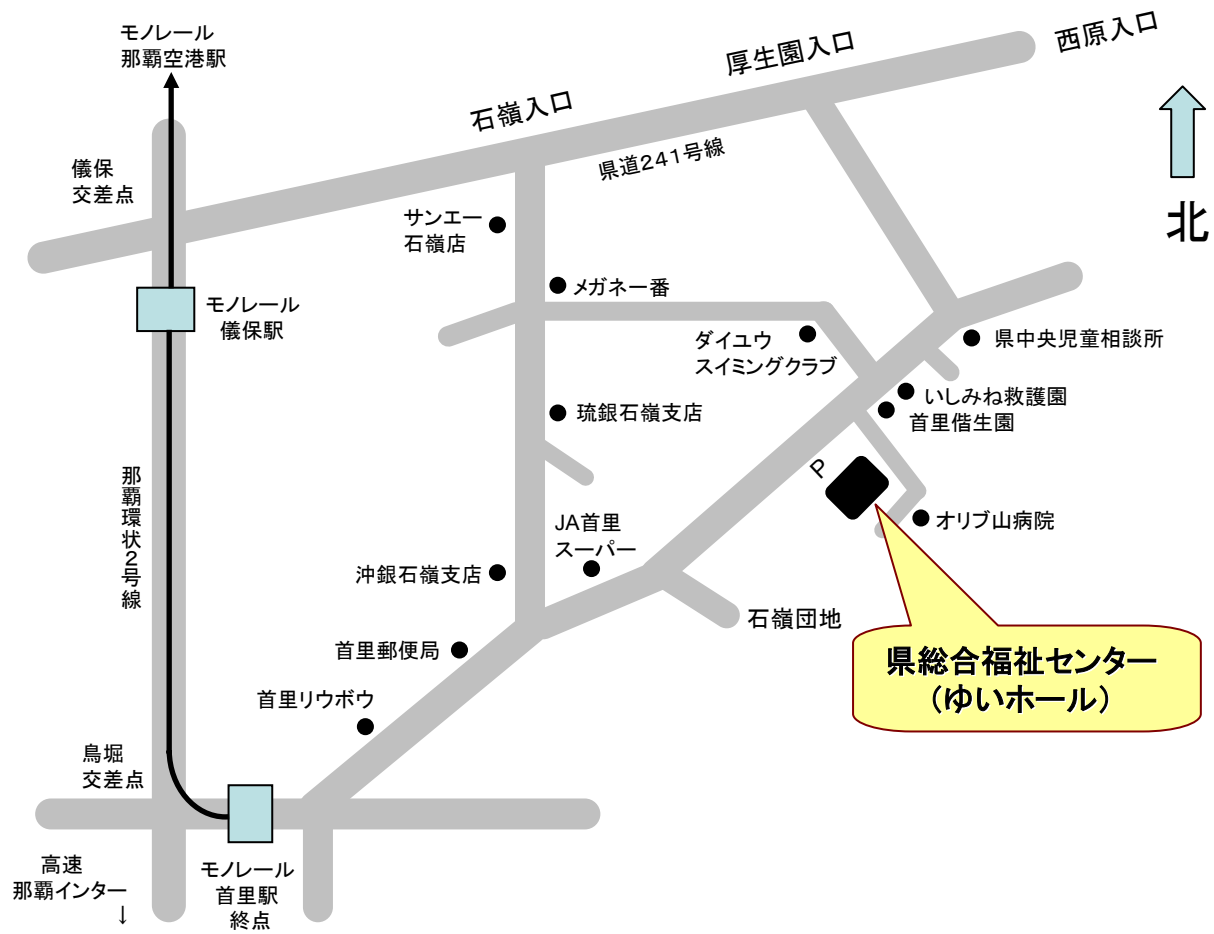 モノレール
那覇空港駅
西原入口
厚生園入口
石嶺入口
県道241号線
儀保
交差点
北
サンエー
石嶺店
メガネ一番
モノレール
儀保駅
ダイユウ
スイミングクラブ
県中央児童相談所
いしみね救護園
首里偕生園
琉銀石嶺支店
P
那覇環状2号線
JA首里
スーパー
オリブ山病院
沖銀石嶺支店
石嶺団地
首里郵便局
県総合福祉センター
(ゆいホール)
首里リウボウ
鳥堀
交差点
高速
那覇インター
↓
モノレール
首里駅
終点